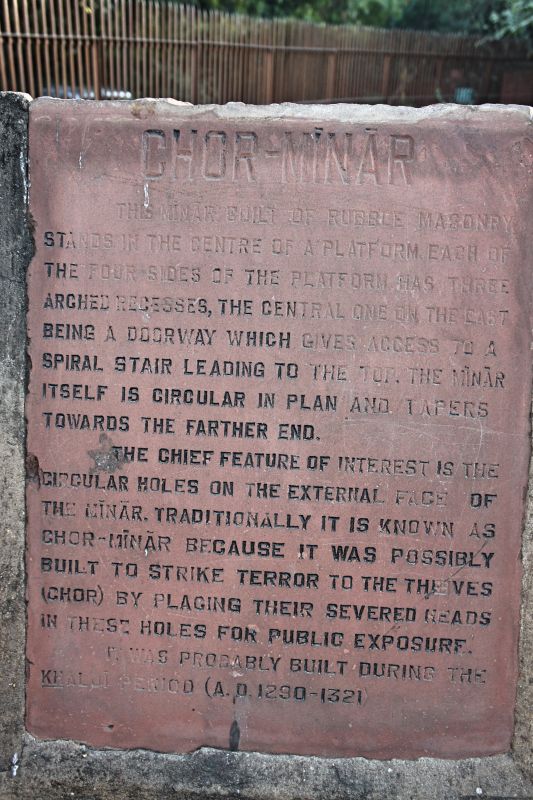 CHOR-MĪNĀR
THIS MĪNĀR BUILT OF RUBBLE MASONRY
STANDS IN THE CENTRE OF A PLATFORM. EACH OF
THE FOUR SIDES OF THE PLATFORM HAS THREE
ARCHED RECESSES, THE CENTRAL ONE ON THE EAST
BEING A DOORWAY WHICH GIVES ACCESS TO A
SPIRAL STAIR LEADING TO THE TOP. THE MĪNĀR
ITSELF IS CIRCULAR IN PLAN AND TAPERS
TOWARDS THE FARTHER END.
THE CHIEF FEATURE OF INTEREST IS THE
CIRCULAR HOLES ON THE EXTERNAL FACE OF
THE MĪNĀR. TRADITIONALLY IT IS KNOWN AS
CHOR-MĪNĀR BECAUSE IT WAS POSSIBLY
BUILT TO STRIKE TERROR TO THE THEIVES
(CHOR) BY PLACING THEIR SEVERED HEADS
IN THESE HOLES FOR PUBLIC EXPOSURE.
IT WAS PROBABLY BUILT DURING THE
KHALJĪ PERIOD (A.D. 1290-1321)